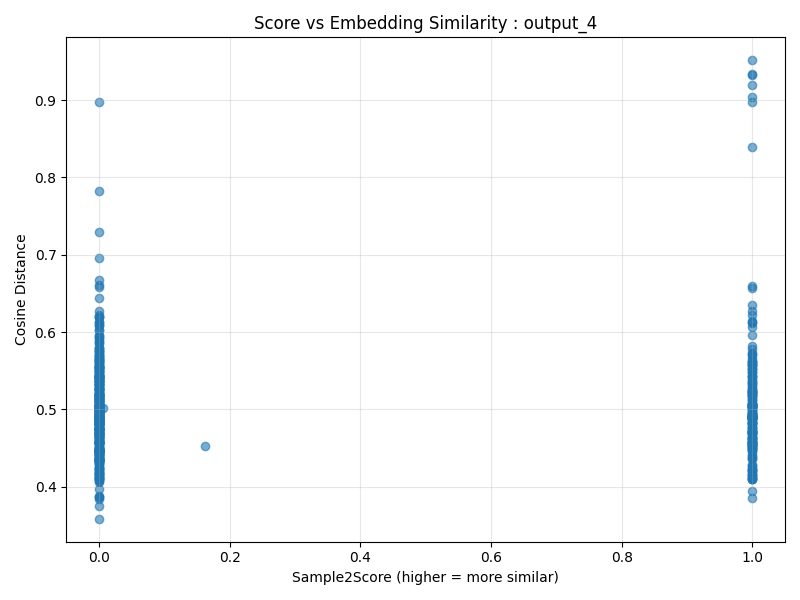 Score vs Embedding Similarity : output_4
Cosine Distance
0.9
0.8
0.7
0.6
0.5
0.4
0.0 0.2 0.4 0.6 0.8 1.0
Sample2Score (higher = more similar)